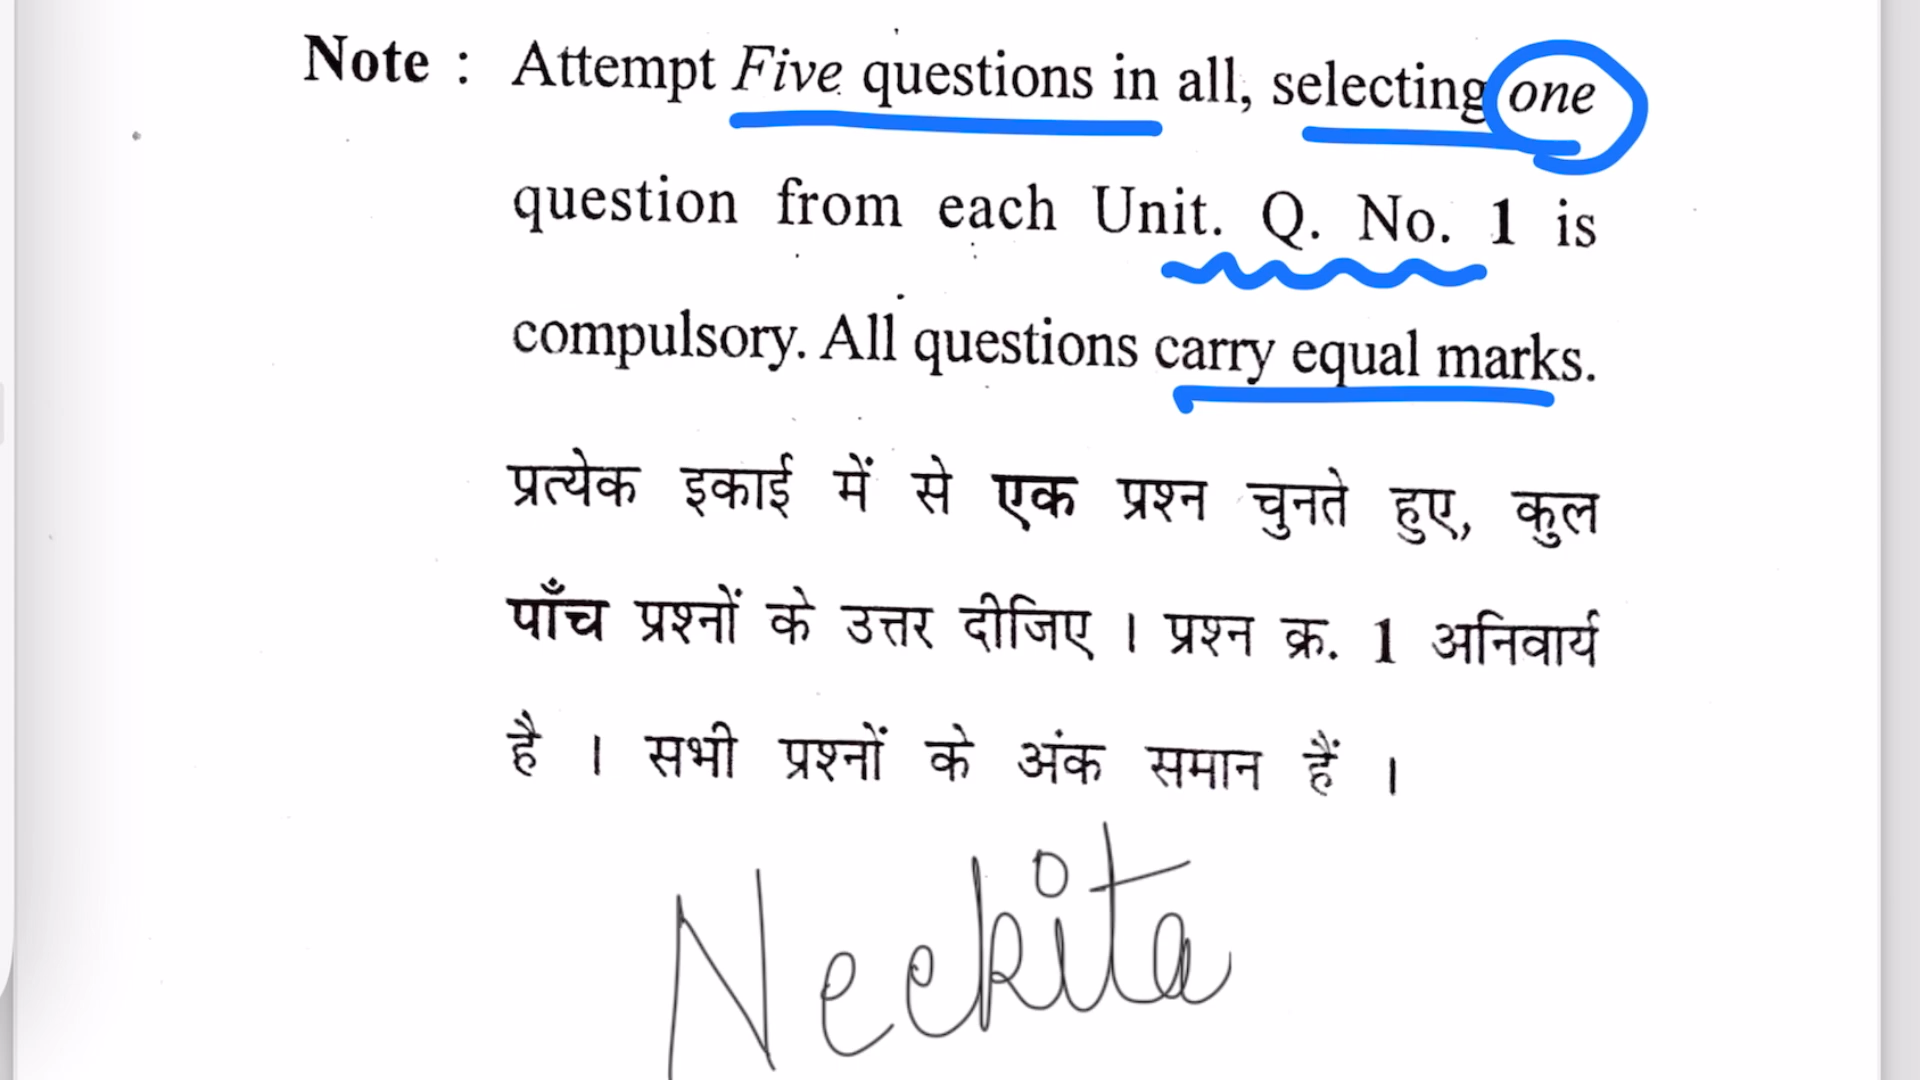 Note : Attempt Five questions in all, selecting one
question from each Unit. Q. No. 1 is
compulsory. All questions carry equal marks.
प्रत्येक इकाई में से एक प्रश्न चुनते हुए, कुल
पाँच प्रश्नों के उत्तर दीजिए । प्रश्न क्र. 1 अनिवार्य
है । सभी प्रश्नों के अंक समान हैं ।
Neekita